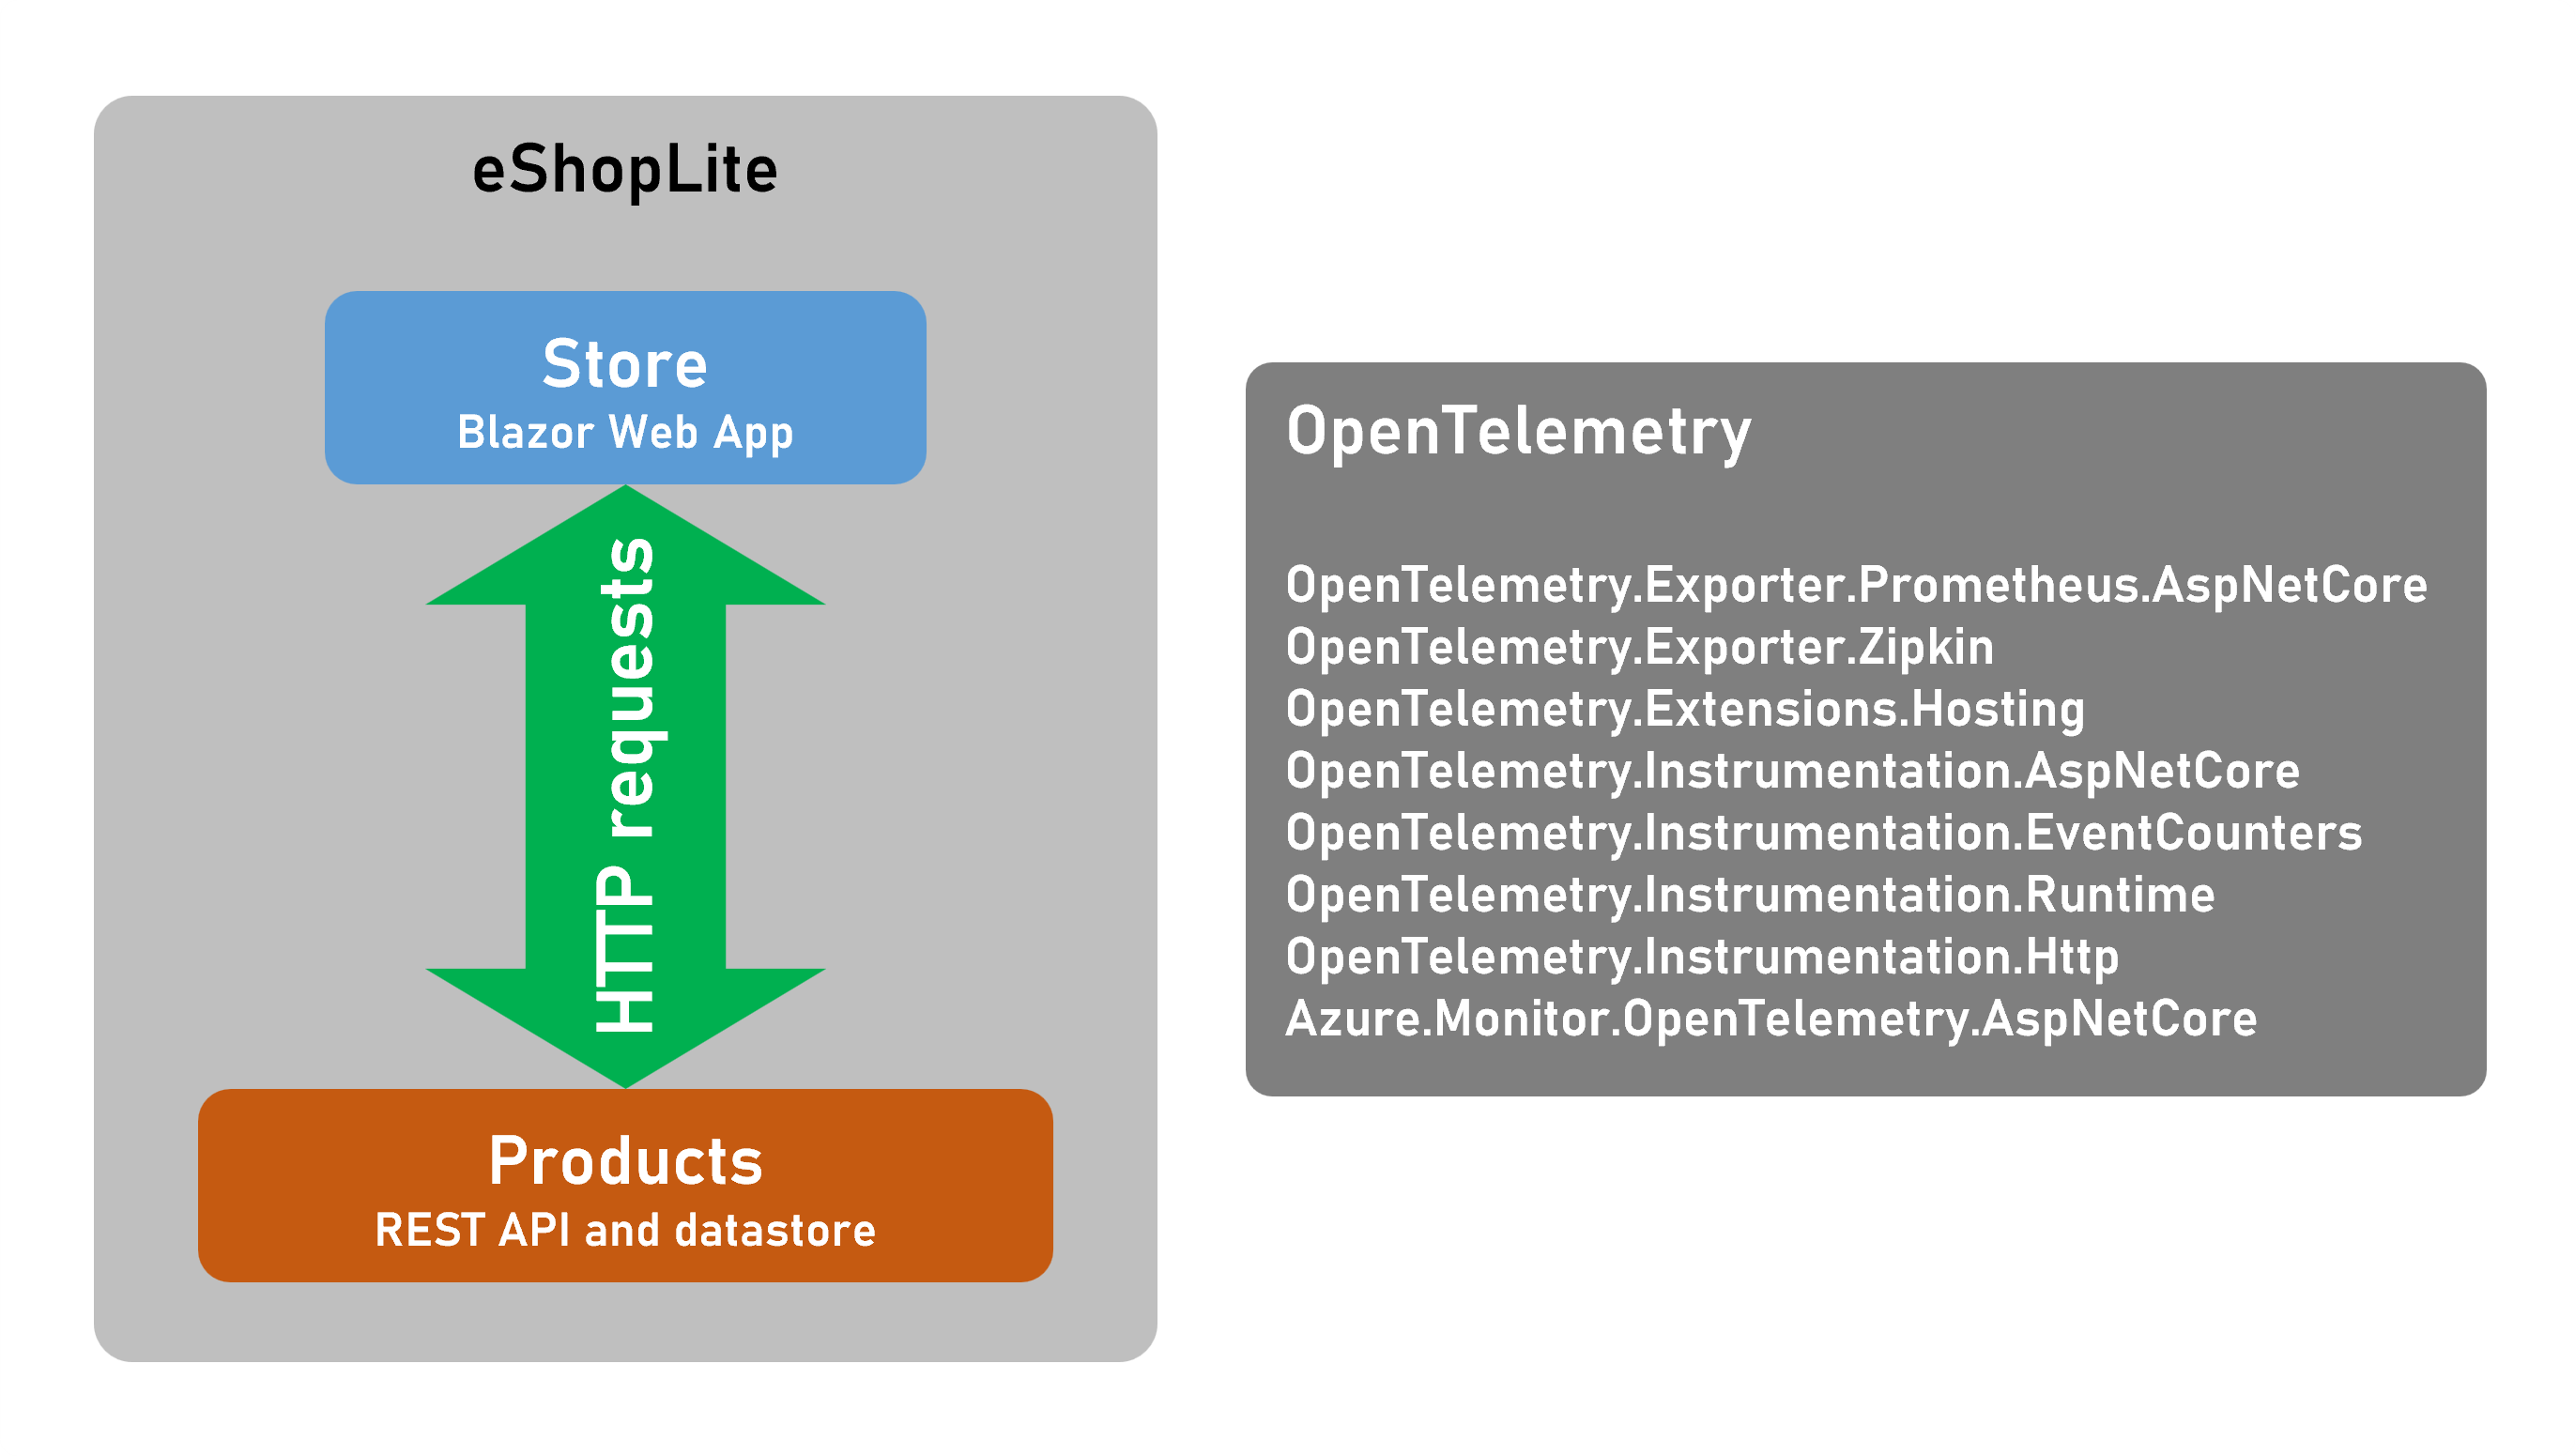 eShopLite
Store
Blazor Web App
HTTP requests
Products
REST API and datastore
OpenTelemetry
OpenTelemetry.Exporter.Prometheus.AspNetCore
OpenTelemetry.Exporter.Zipkin
OpenTelemetry.Extensions.Hosting
OpenTelemetry.Instrumentation.AspNetCore
OpenTelemetry.Instrumentation.EventCounters
OpenTelemetry.Instrumentation.Runtime
OpenTelemetry.Instrumentation.Http
Azure.Monitor.OpenTelemetry.AspNetCore